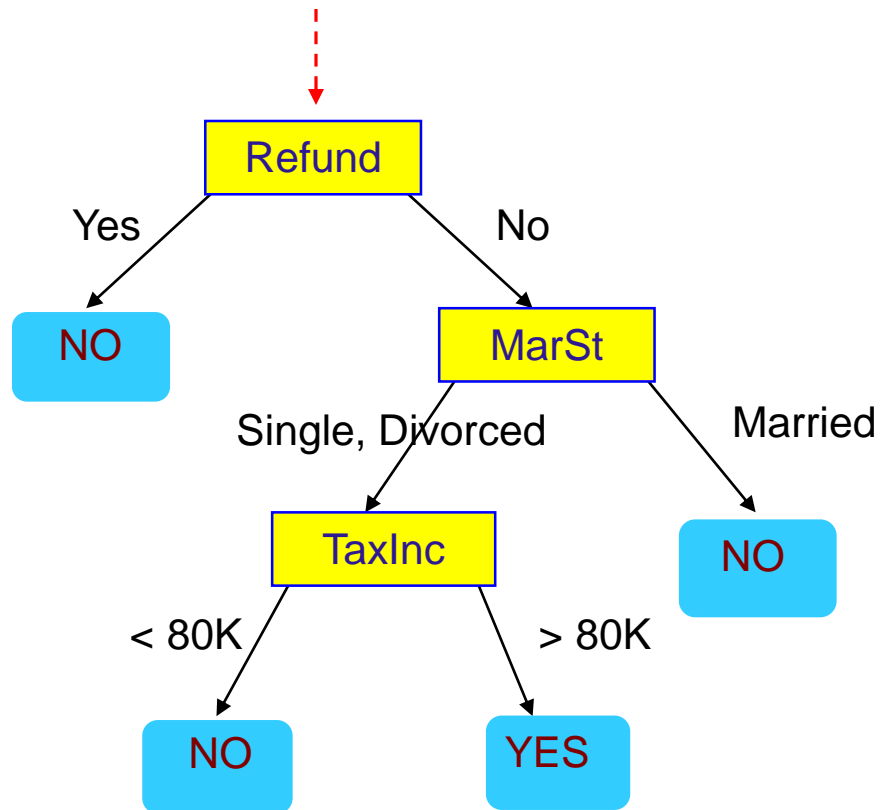 Refund
Yes
No
NO
MarSt
Single, Divorced
Married
TaxInc
NO
< 80K
> 80K
NO
YES